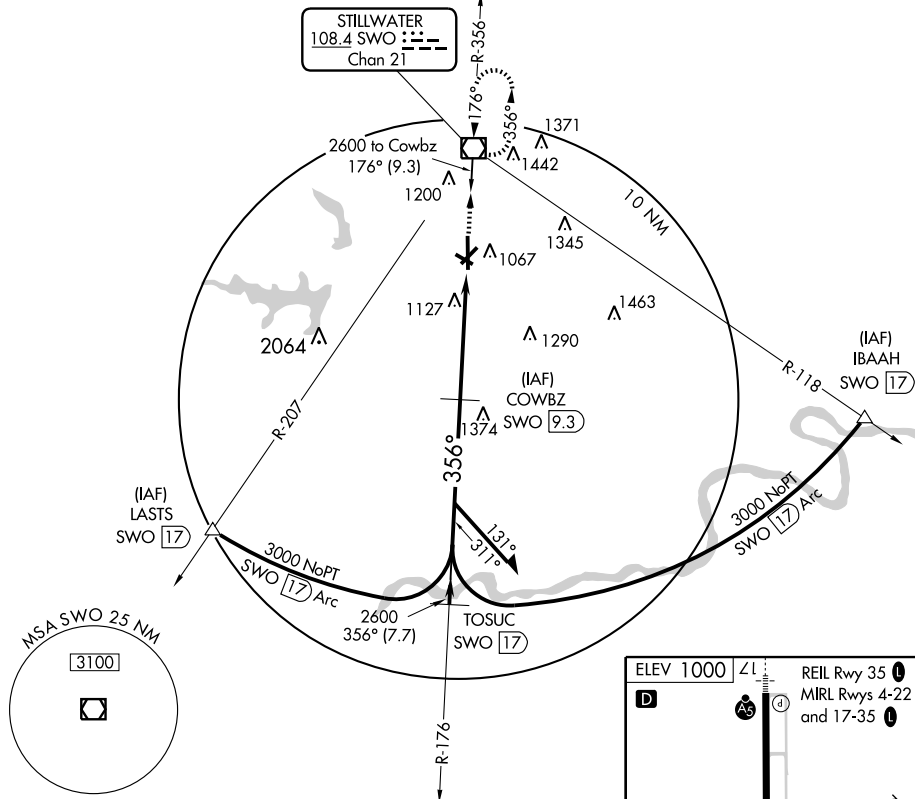 STILLWATER
108.4 SWO
Chan 21
R-356
176°
356°
2600 to Cowbz
176° (9.3)
1371
1442
1200
10 NM
1345
1067
1127
1463
2064
1290
(IAF)
IBAAH
SWO 17
R-118
R-207
(IAF)
COWBZ
SWO 9.3
1374
356°
(IAF)
LASTS
SWO 17
3000 NoPT
SWO 17 Arc
131°
311°
3000 NoPT
SWO 17 Arc
2600
356° (7.7)
TOSUC
SWO 17
MSA SWO 25 NM
3100
R-176
ELEV 1000
17
REIL Rwy 35 L
D
A5
P
MIRL Rwys 4-22
and 17-35 L